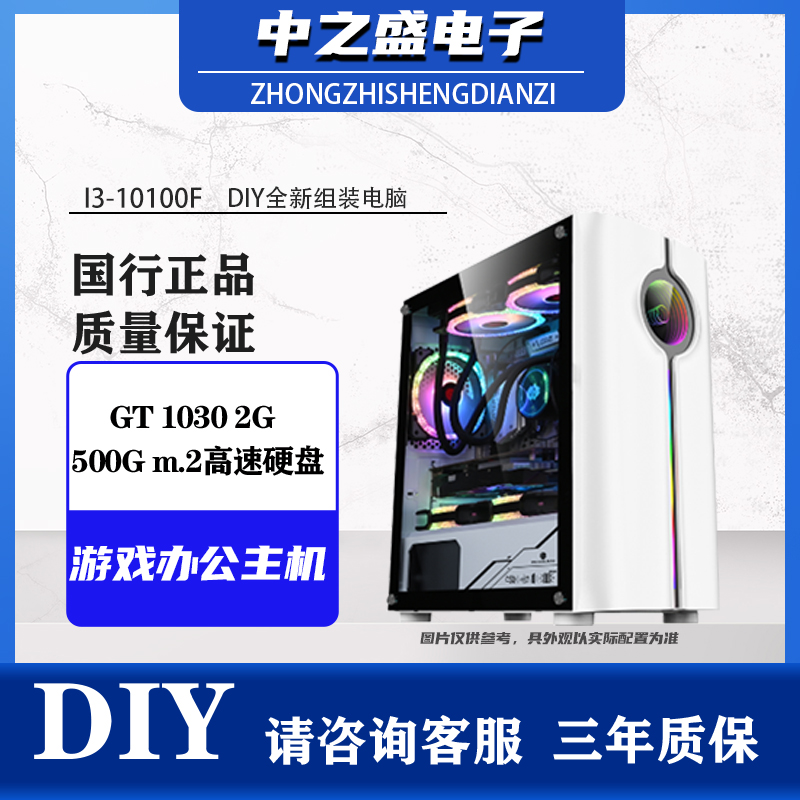 中之盛电子
ZHONGZHISHENGDIANZI
I3-10100F DIY全新组装电脑
国行正品
质量保证
GT 1030 2G
500G m.2高速硬盘
游戏办公主机
图片仅供参考，具外观以实际配置为准
DIY 请咨询客服 三年质保